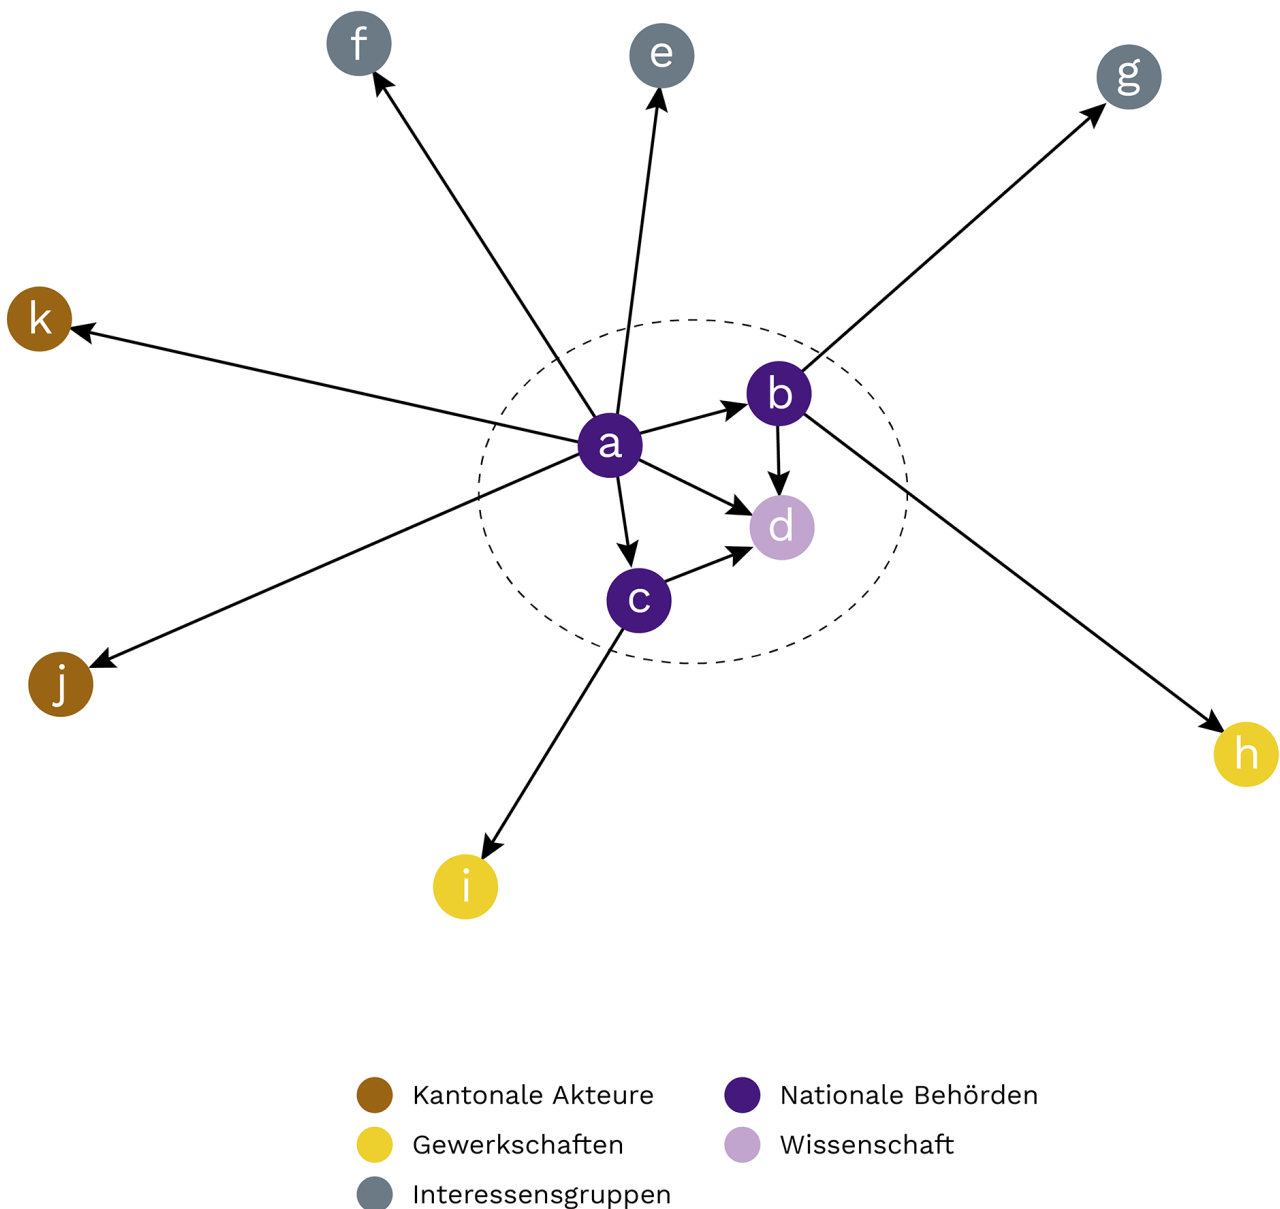 f
e
g
k
b
a
d
c
j
h
i
Kantonale Akteure
Nationale Behörden
Gewerkschaften
Wissenschaft
Interessensgruppen